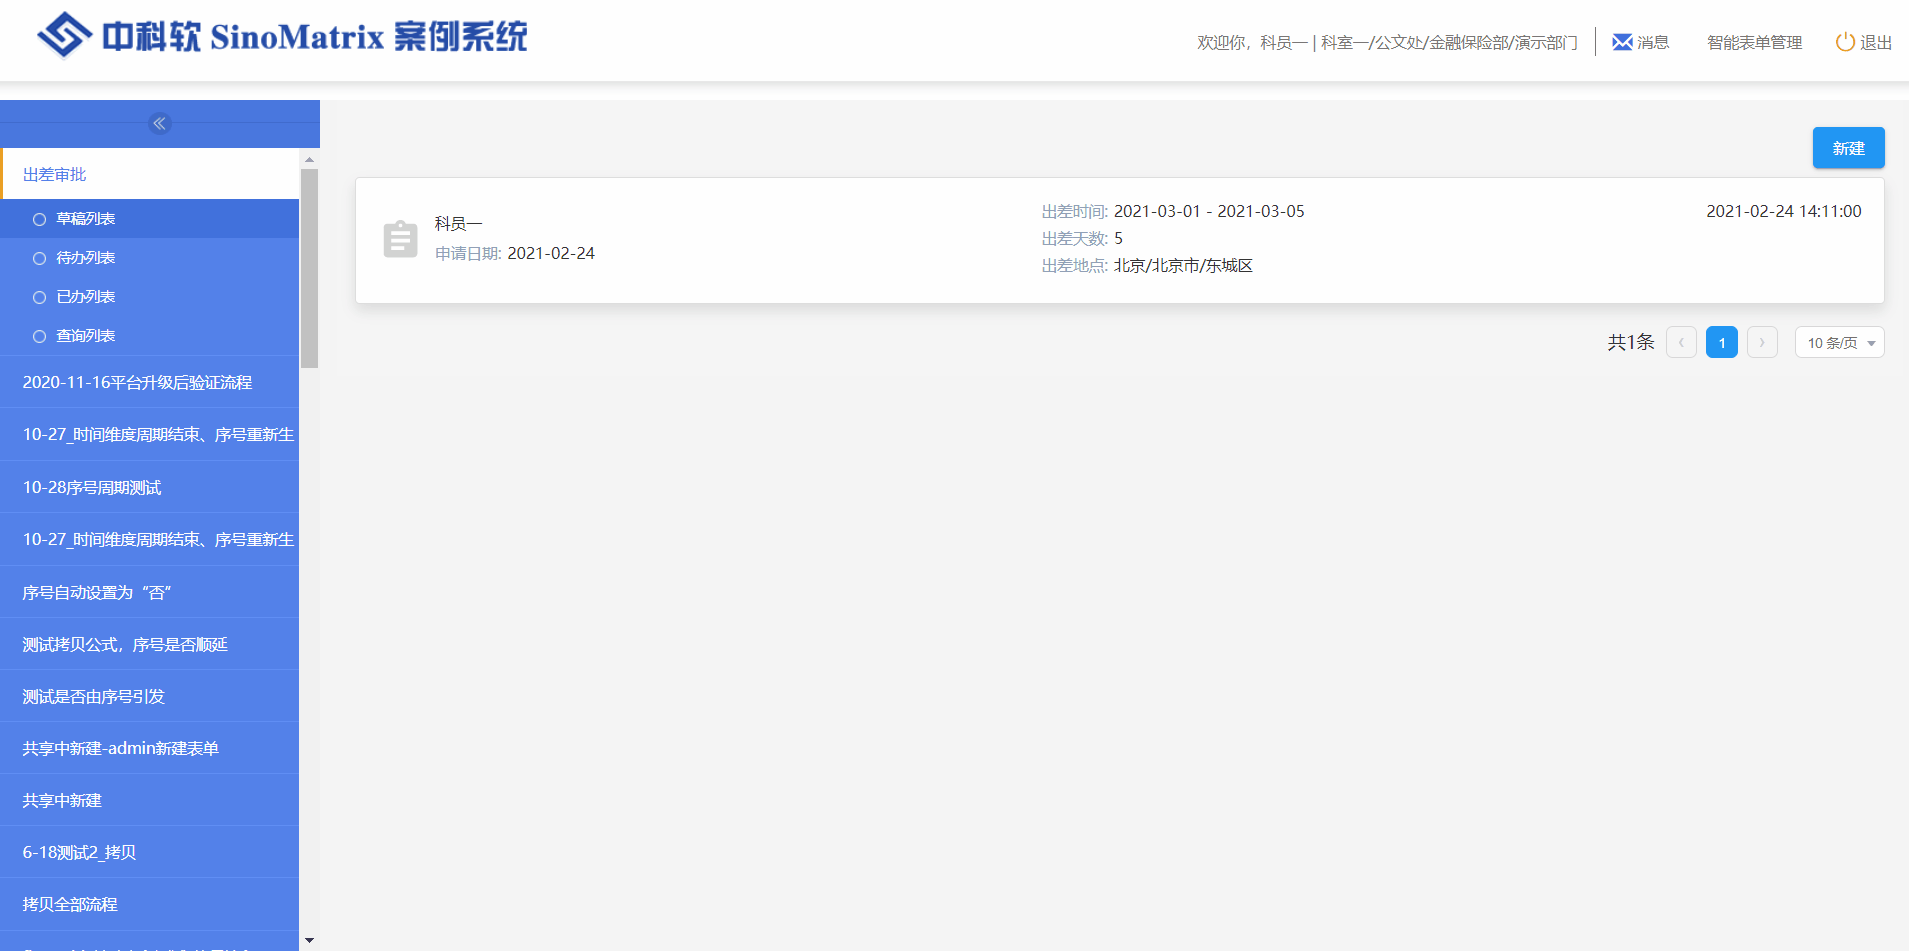 中科软 SinoMatrix 案例系统
欢迎你，科员一 | 科室一/公文处/金融保险部/演示部门
消息
智能表单管理
退出
出差审批
草稿列表
待办列表
已办列表
查询列表
2020-11-16平台升级后验证流程
10-27_时间维度周期结束、序号重新生
10-28序号周期测试
10-27_时间维度周期结束、序号重新生
序号自动设置为“否”
测试拷贝公式，序号是否顺延
测试是否由序号引发
共享中新建-admin新建表单
共享中新建
6-18测试2_拷贝
拷贝全部流程
新建
科员一
申请日期: 2021-02-24
出差时间: 2021-03-01 - 2021-03-05
出差天数: 5
出差地点: 北京/北京市/东城区
2021-02-24 14:11:00
共1条
1
10 条/页